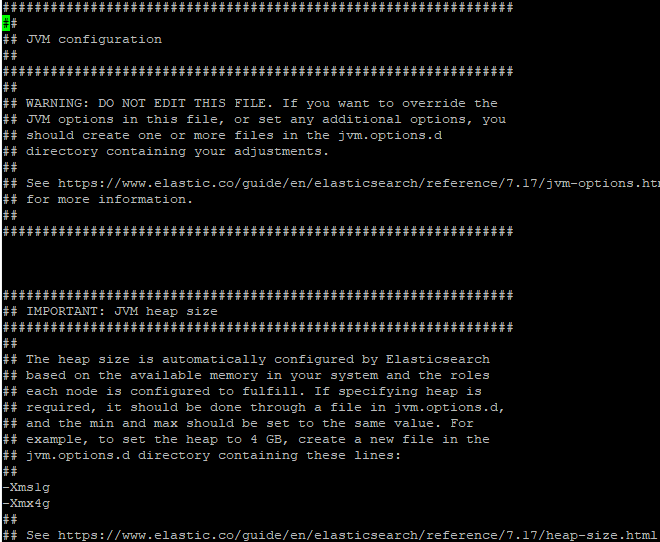 ################################################################
##
## JVM configuration
##
################################################################
##
## WARNING: DO NOT EDIT THIS FILE. If you want to override the
## JVM options in this file, or set any additional options, you
## should create one or more files in the jvm.options.d
## directory containing your adjustments.
##
## See https://www.elastic.co/guide/en/elasticsearch/reference/7.17/jvm-options.htm
## for more information.
##
################################################################
################################################################
## IMPORTANT: JVM heap size
################################################################
##
## The heap size is automatically configured by Elasticsearch
## based on the available memory in your system and the roles
## each node is configured to fulfill. If specifying heap is
## required, it should be done through a file in jvm.options.d,
## and the min and max should be set to the same value. For
## example, to set the heap to 4 GB, create a new file in the
## jvm.options.d directory containing these lines:
##
-Xms1g
-Xmx4g
##
## See https://www.elastic.co/guide/en/elasticsearch/reference/7.17/heap-size.html